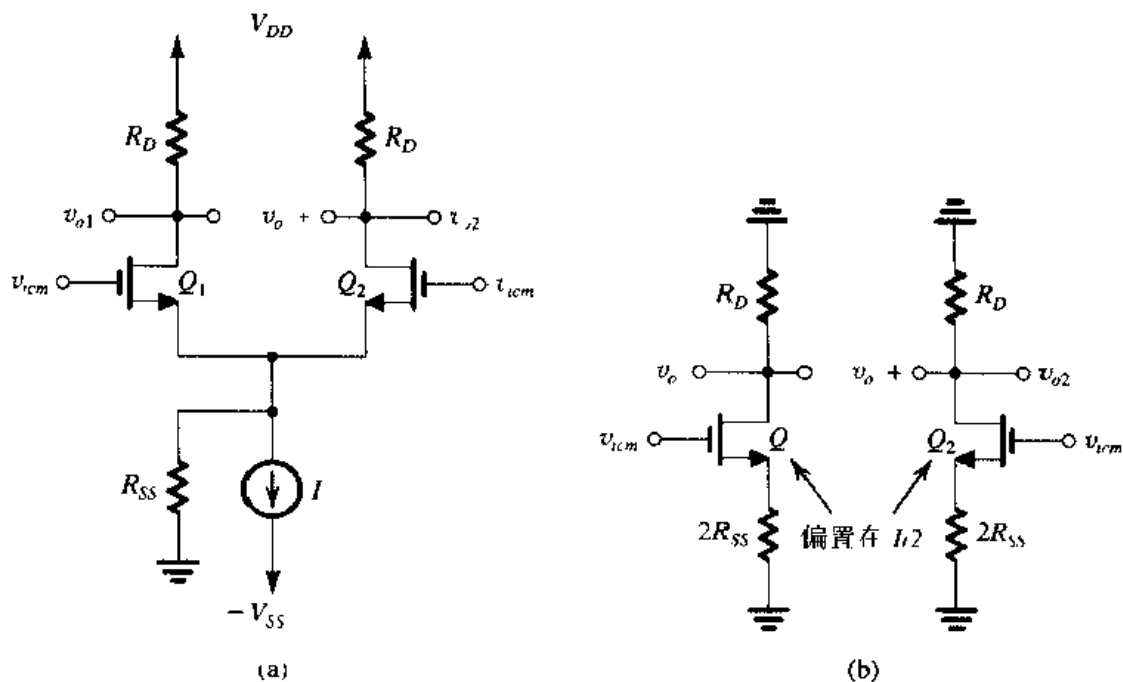 V_DD
R_D R_D
v_o1 v_o + 2
v_icm Q_1 Q_2
R_SS I
− V_SS
(a)
R_D R_D
v_o v_o + v_o2
v_icm Q Q_2 v_icm
2R_SS 偏置在 2R_SS
(b)